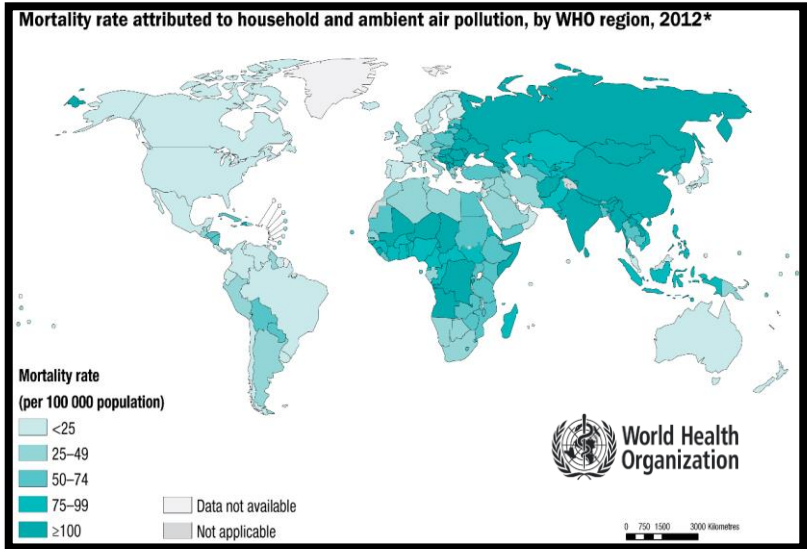 Mortality rate attributed to household and ambient air pollution, by WHO region, 2012*
Mortality rate
(per 100 000 population)
<25
25–49
50–74
75–99
≥100
Data not available
Not applicable
World Health
Organization
0 750 1500 3000 Kilometres